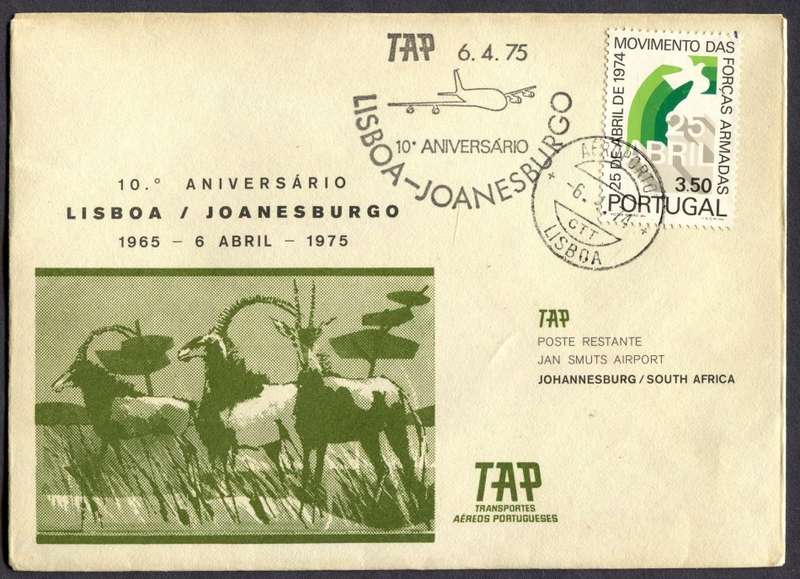 TAP 6.4.75
10º ANIVERSÁRIO
LISBOA-JOANESBURGO
MOVIMENTO DAS FORÇAS ARMADAS
25 DE ABRIL DE 1974
25
ABRIL
3.50
PORTUGAL
AEROPORTO
CTT
LISBOA
10.º ANIVERSÁRIO
LISBOA / JOANESBURGO
1965 - 6 ABRIL - 1975
TAP
POSTE RESTANTE
JAN SMUTS AIRPORT
JOHANNESBURG/SOUTH AFRICA
TAP
TRANSPORTES
AÉREOS PORTUGUESES